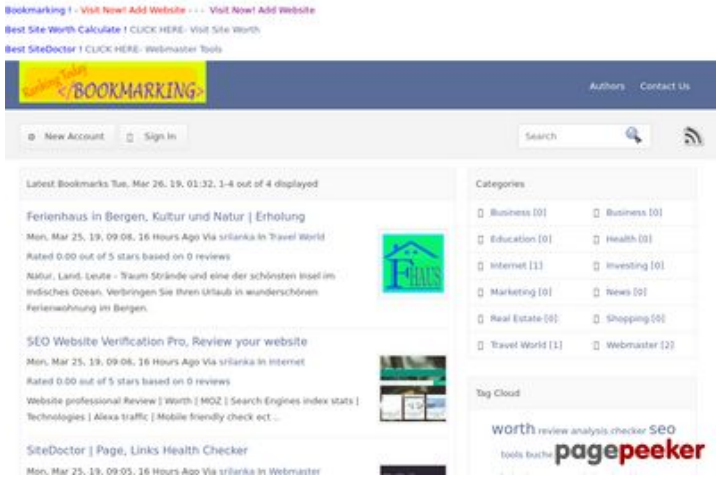 Bookmarking ! - Visit Now! Add Website - - - Visit Now! Add Website
Best Site Worth Calculate ! CLICK HERE- Visit Site Worth
Best SiteDoctor ! CLICK HERE- Webmaster Tools
Ranking Today
</BOOKMARKING>
Authors Contact Us
New Account Sign In Search
Latest Bookmarks Tue, Mar 26, 19, 01:32, 1-4 out of 4 displayed
Ferienhaus in Bergen, Kultur und Natur | Erholung
Mon, Mar 25, 19, 09:08, 16 Hours Ago Via srilanka In Travel World
Rated 0.00 out of 5 stars based on 0 reviews
Natur, Land, Leute - Traum Strände und eine der schönsten Insel im
Indisches Ozean. Verbringen Sie Ihren Urlaub in wunderschönen
Ferienwohnung im Bergen.
FHAUS
SEO Website Verification Pro, Review your website
Mon, Mar 25, 19, 09:06, 16 Hours Ago Via srilanka In Internet
Rated 0.00 out of 5 stars based on 0 reviews
Website professional Review | Worth | MOZ | Search Engines index stats |
Technologies | Alexa traffic | Mobile friendly check ect ..
SiteDoctor | Page, Links Health Checker
Mon, Mar 25, 19, 09:05, 16 Hours Ago Via srilanka In Webmaster
Categories
Business [0] Business [0]
Education [0] Health [0]
Internet [1] Investing [0]
Marketing [0] News [0]
Real Estate [0] Shopping [0]
Travel World [1] Webmaster [2]
Tag Cloud
worth review analysis checker seo
tools buche
pagepeeker